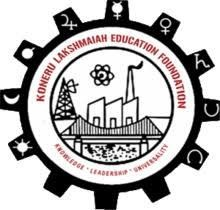 KONERU LAKSHMAIAH EDUCATION FOUNDATION
KNOWLEDGE • LEADERSHIP • UNIVERSALITY